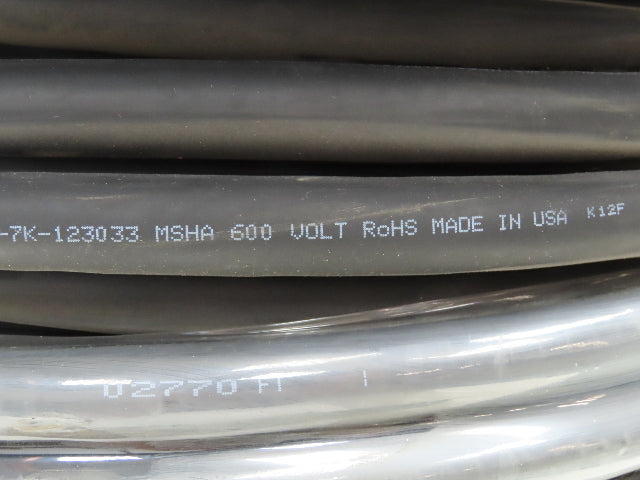 -7K-123033 MSHA 600 VOLT RoHS MADE IN USA K12F
02770 FT